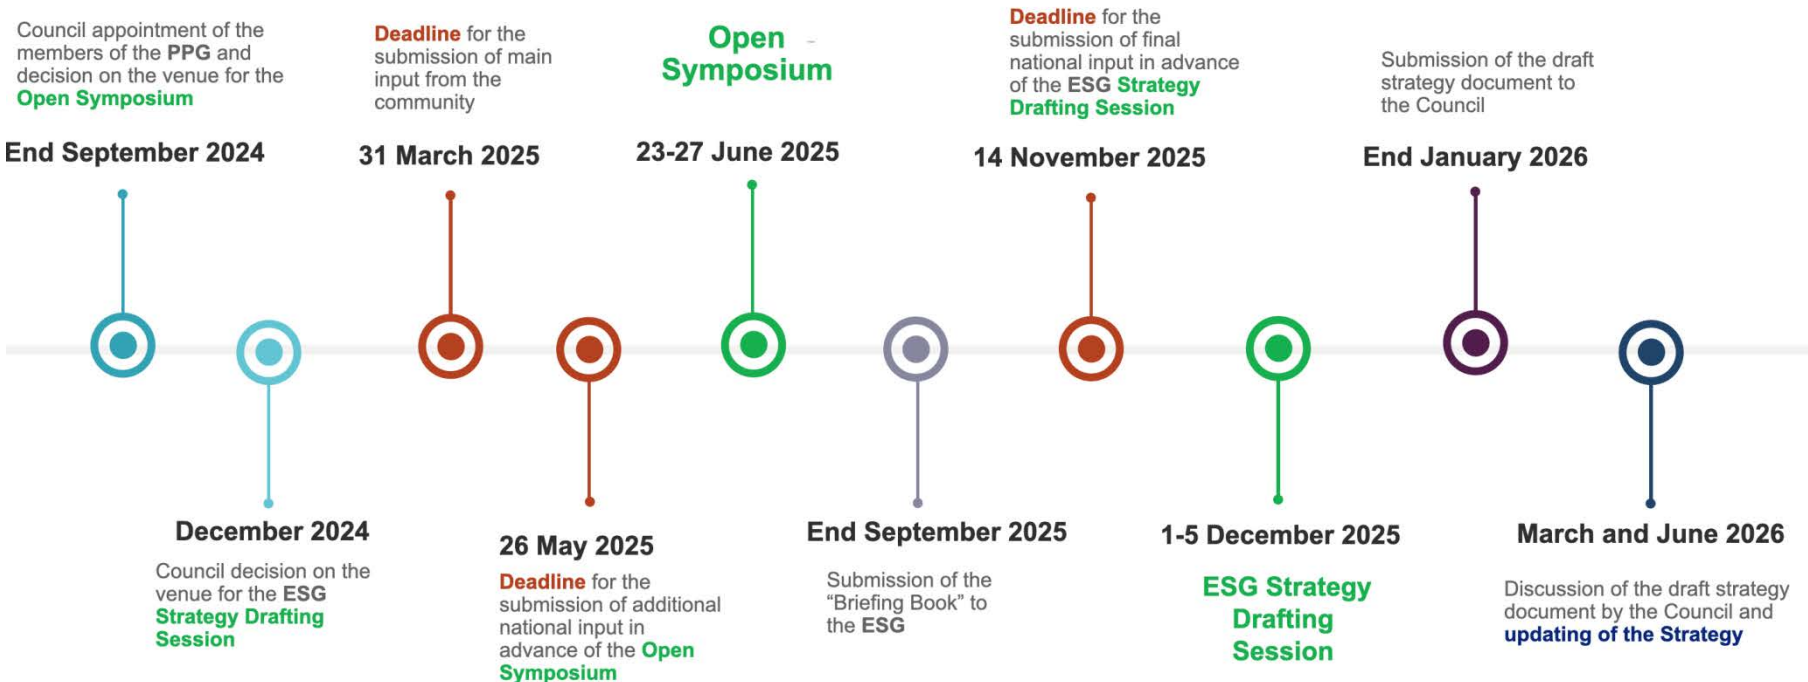 Council appointment of the
members of the PPG and
decision on the venue for the
Open Symposium
End September 2024
Deadline for the
submission of main
input from the
community
31 March 2025
Open
Symposium
23-27 June 2025
Deadline for the
submission of final
national input in advance
of the ESG Strategy
Drafting Session
14 November 2025
Submission of the draft
strategy document to
the Council
End January 2026
December 2024
Council decision on the
venue for the ESG
Strategy Drafting
Session
26 May 2025
Deadline for the
submission of additional
national input in
advance of the Open
Symposium
End September 2025
Submission of the
“Briefing Book” to
the ESG
1-5 December 2025
ESG Strategy
Drafting
Session
March and June 2026
Discussion of the draft strategy
document by the Council and
updating of the Strategy